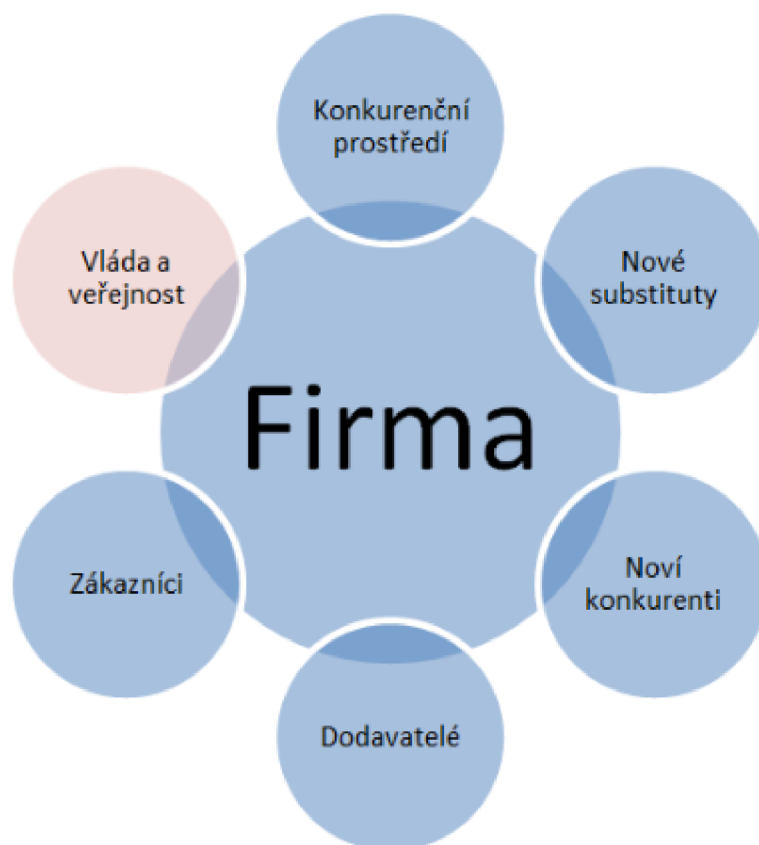 Konkurenční
prostředí
Vláda a
veřejnost
Nové
substituty
Firma
Zákazníci
Noví
konkurenti
Dodavatelé